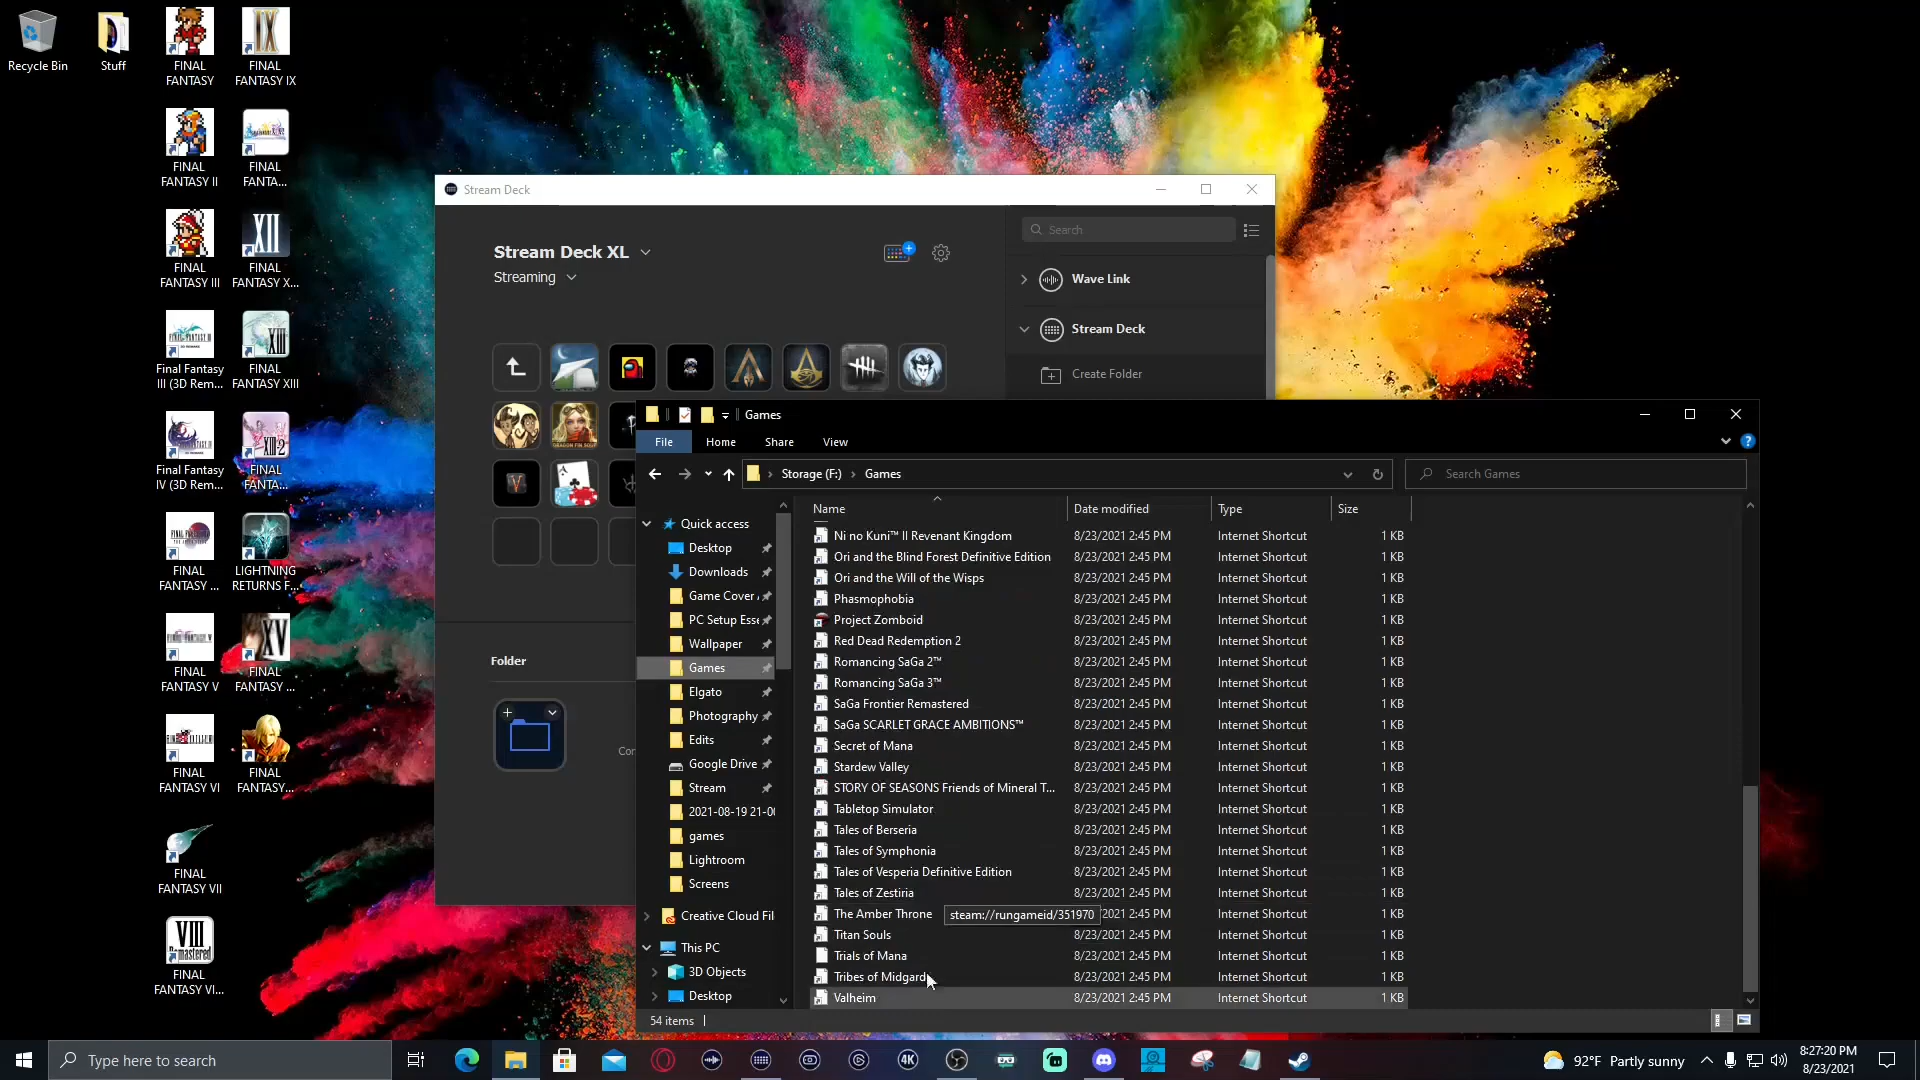 Recycle Bin
Stuff
FINAL
FANTASY
IX
FINAL
FANTASY IX
FINAL
FANTASY II
FINAL
FANTA...
FINAL
FANTASY III
XII
FINAL
FANTASY X...
Final Fantasy
III (3D Rem...
XIII
FINAL
FANTASY XIII
Final Fantasy
IV (3D Rem...
XIII-2
FINAL
FANTA...
FINAL
FANTASY ...
LIGHTNING
RETURNS F...
FINAL
FANTASY V
XV
FINAL
FANTASY ...
FINAL
FANTASY VI
FINAL
FANTASY...
FINAL
FANTASY VII
VIII
Remastered
FINAL
FANTASY VI...
Stream Deck
Stream Deck XL
Streaming
Search
Wave Link
Stream Deck
Create Folder
DRAGON FIN SOUP
Folder
Games
File
Home
Share
View
Storage (F:)
Games
Search Games
Quick access
Desktop
Downloads
Game Cover
PC Setup Esse
Wallpaper
Games
Elgato
Photography
Edits
Google Drive
Stream
2021-08-19 21-00
games
Lightroom
Screens
Creative Cloud Fil
This PC
3D Objects
Desktop
Name Date modified Type Size
Ni no Kuni™ II Revenant Kingdom 8/23/2021 2:45 PM Internet Shortcut 1 KB
Ori and the Blind Forest Definitive Edition 8/23/2021 2:45 PM Internet Shortcut 1 KB
Ori and the Will of the Wisps 8/23/2021 2:45 PM Internet Shortcut 1 KB
Phasmophobia 8/23/2021 2:45 PM Internet Shortcut 1 KB
Project Zomboid 8/23/2021 2:45 PM Internet Shortcut 1 KB
Red Dead Redemption 2 8/23/2021 2:45 PM Internet Shortcut 1 KB
Romancing SaGa 2™ 8/23/2021 2:45 PM Internet Shortcut 1 KB
Romancing SaGa 3™ 8/23/2021 2:45 PM Internet Shortcut 1 KB
SaGa Frontier Remastered 8/23/2021 2:45 PM Internet Shortcut 1 KB
SaGa SCARLET GRACE AMBITIONS™ 8/23/2021 2:45 PM Internet Shortcut 1 KB
Secret of Mana 8/23/2021 2:45 PM Internet Shortcut 1 KB
Stardew Valley 8/23/2021 2:45 PM Internet Shortcut 1 KB
STORY OF SEASONS Friends of Mineral T... 8/23/2021 2:45 PM Internet Shortcut 1 KB
Tabletop Simulator 8/23/2021 2:45 PM Internet Shortcut 1 KB
Tales of Berseria 8/23/2021 2:45 PM Internet Shortcut 1 KB
Tales of Symphonia 8/23/2021 2:45 PM Internet Shortcut 1 KB
Tales of Vesperia Definitive Edition 8/23/2021 2:45 PM Internet Shortcut 1 KB
Tales of Zestiria 8/23/2021 2:45 PM Internet Shortcut 1 KB
The Amber Throne steam://rungameid/351970 2021 2:45 PM Internet Shortcut 1 KB
Titan Souls 8/23/2021 2:45 PM Internet Shortcut 1 KB
Trials of Mana 8/23/2021 2:45 PM Internet Shortcut 1 KB
Tribes of Midgard 8/23/2021 2:45 PM Internet Shortcut 1 KB
Valheim 8/23/2021 2:45 PM Internet Shortcut 1 KB
54 items
Type here to search
4K
92°F Partly sunny
8:27:20 PM
8/23/2021